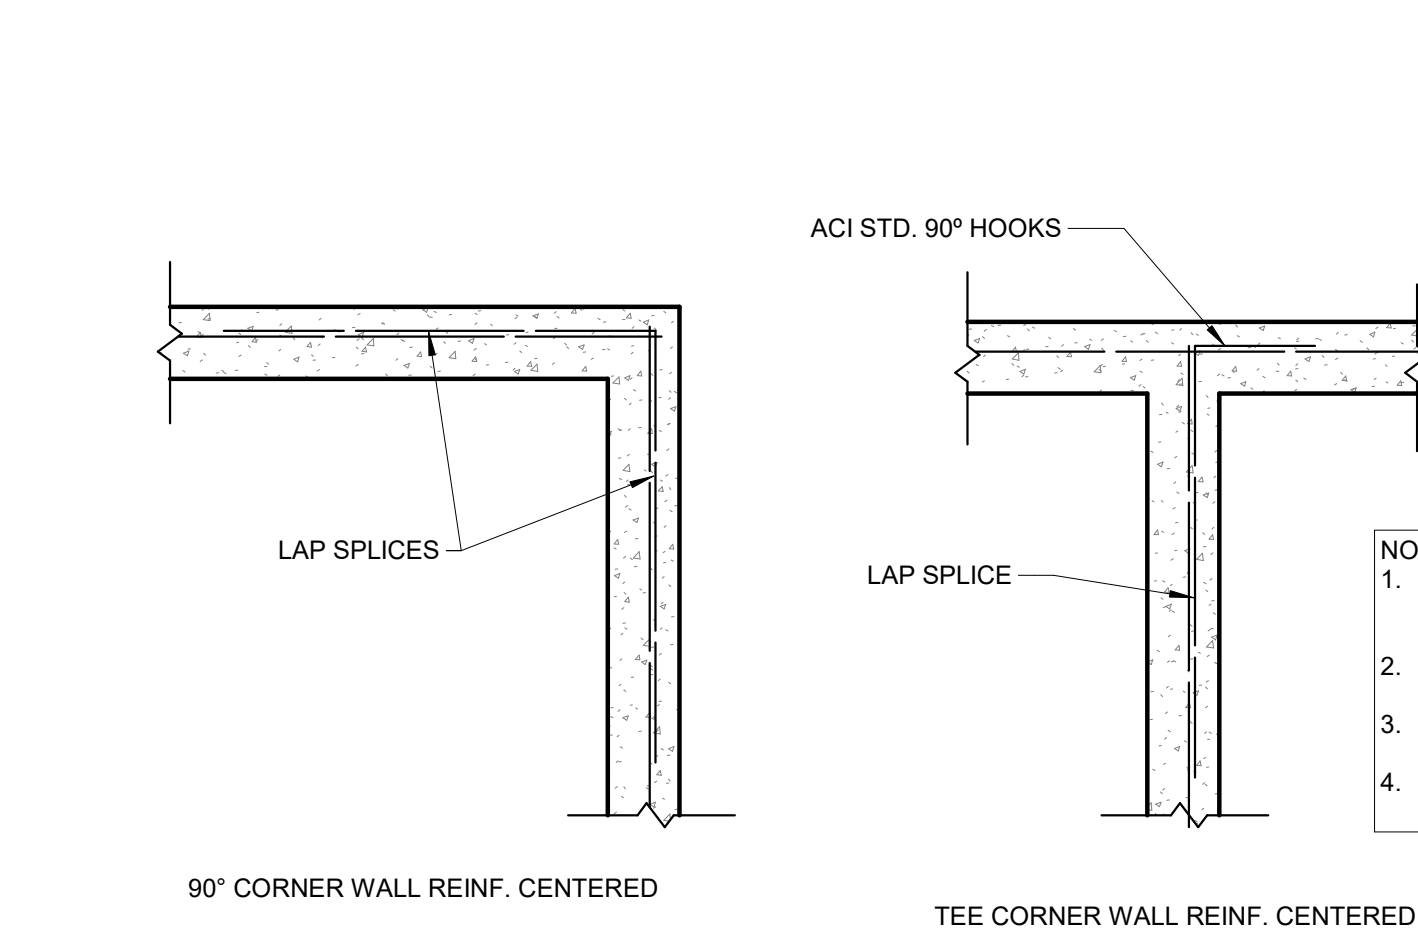 ACI STD. 90º HOOKS
LAP SPLICES
LAP SPLICE
NO
1.
2.
3.
4.
90° CORNER WALL REINF. CENTERED
TEE CORNER WALL REINF. CENTERED